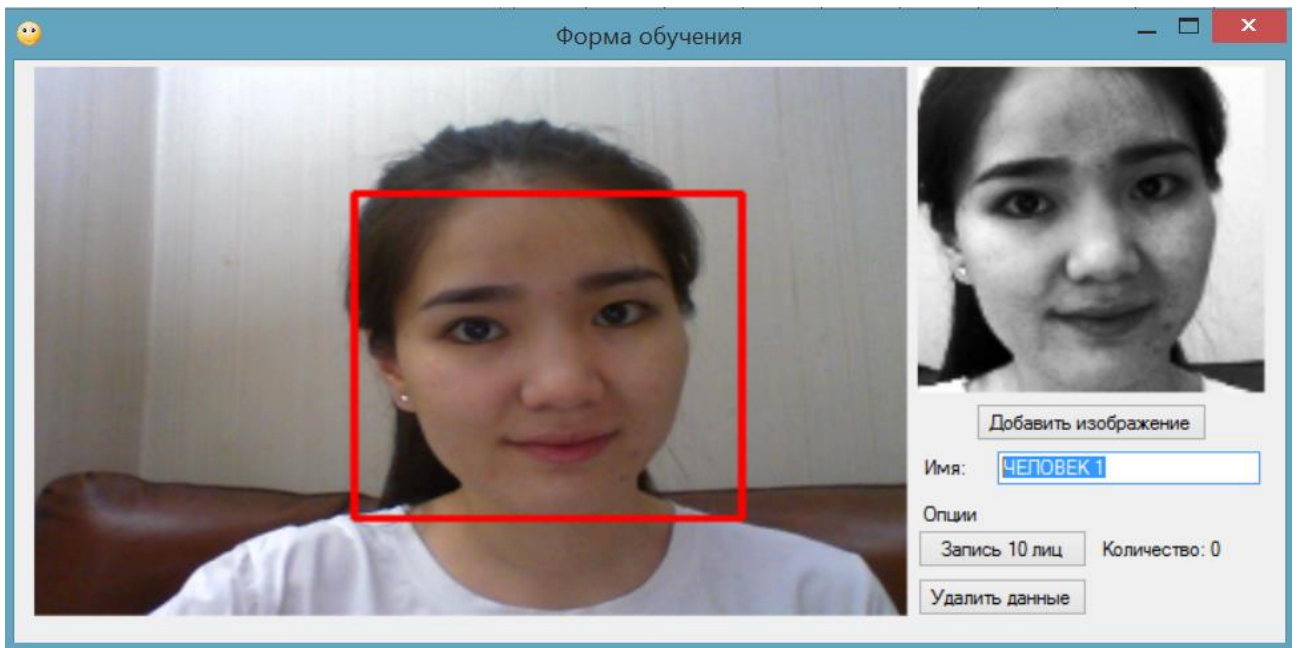 Форма обучения
Добавить изображение
Имя: ЧЕЛОВЕК 1
Опции
Запись 10 лиц Количество: 0
Удалить данные